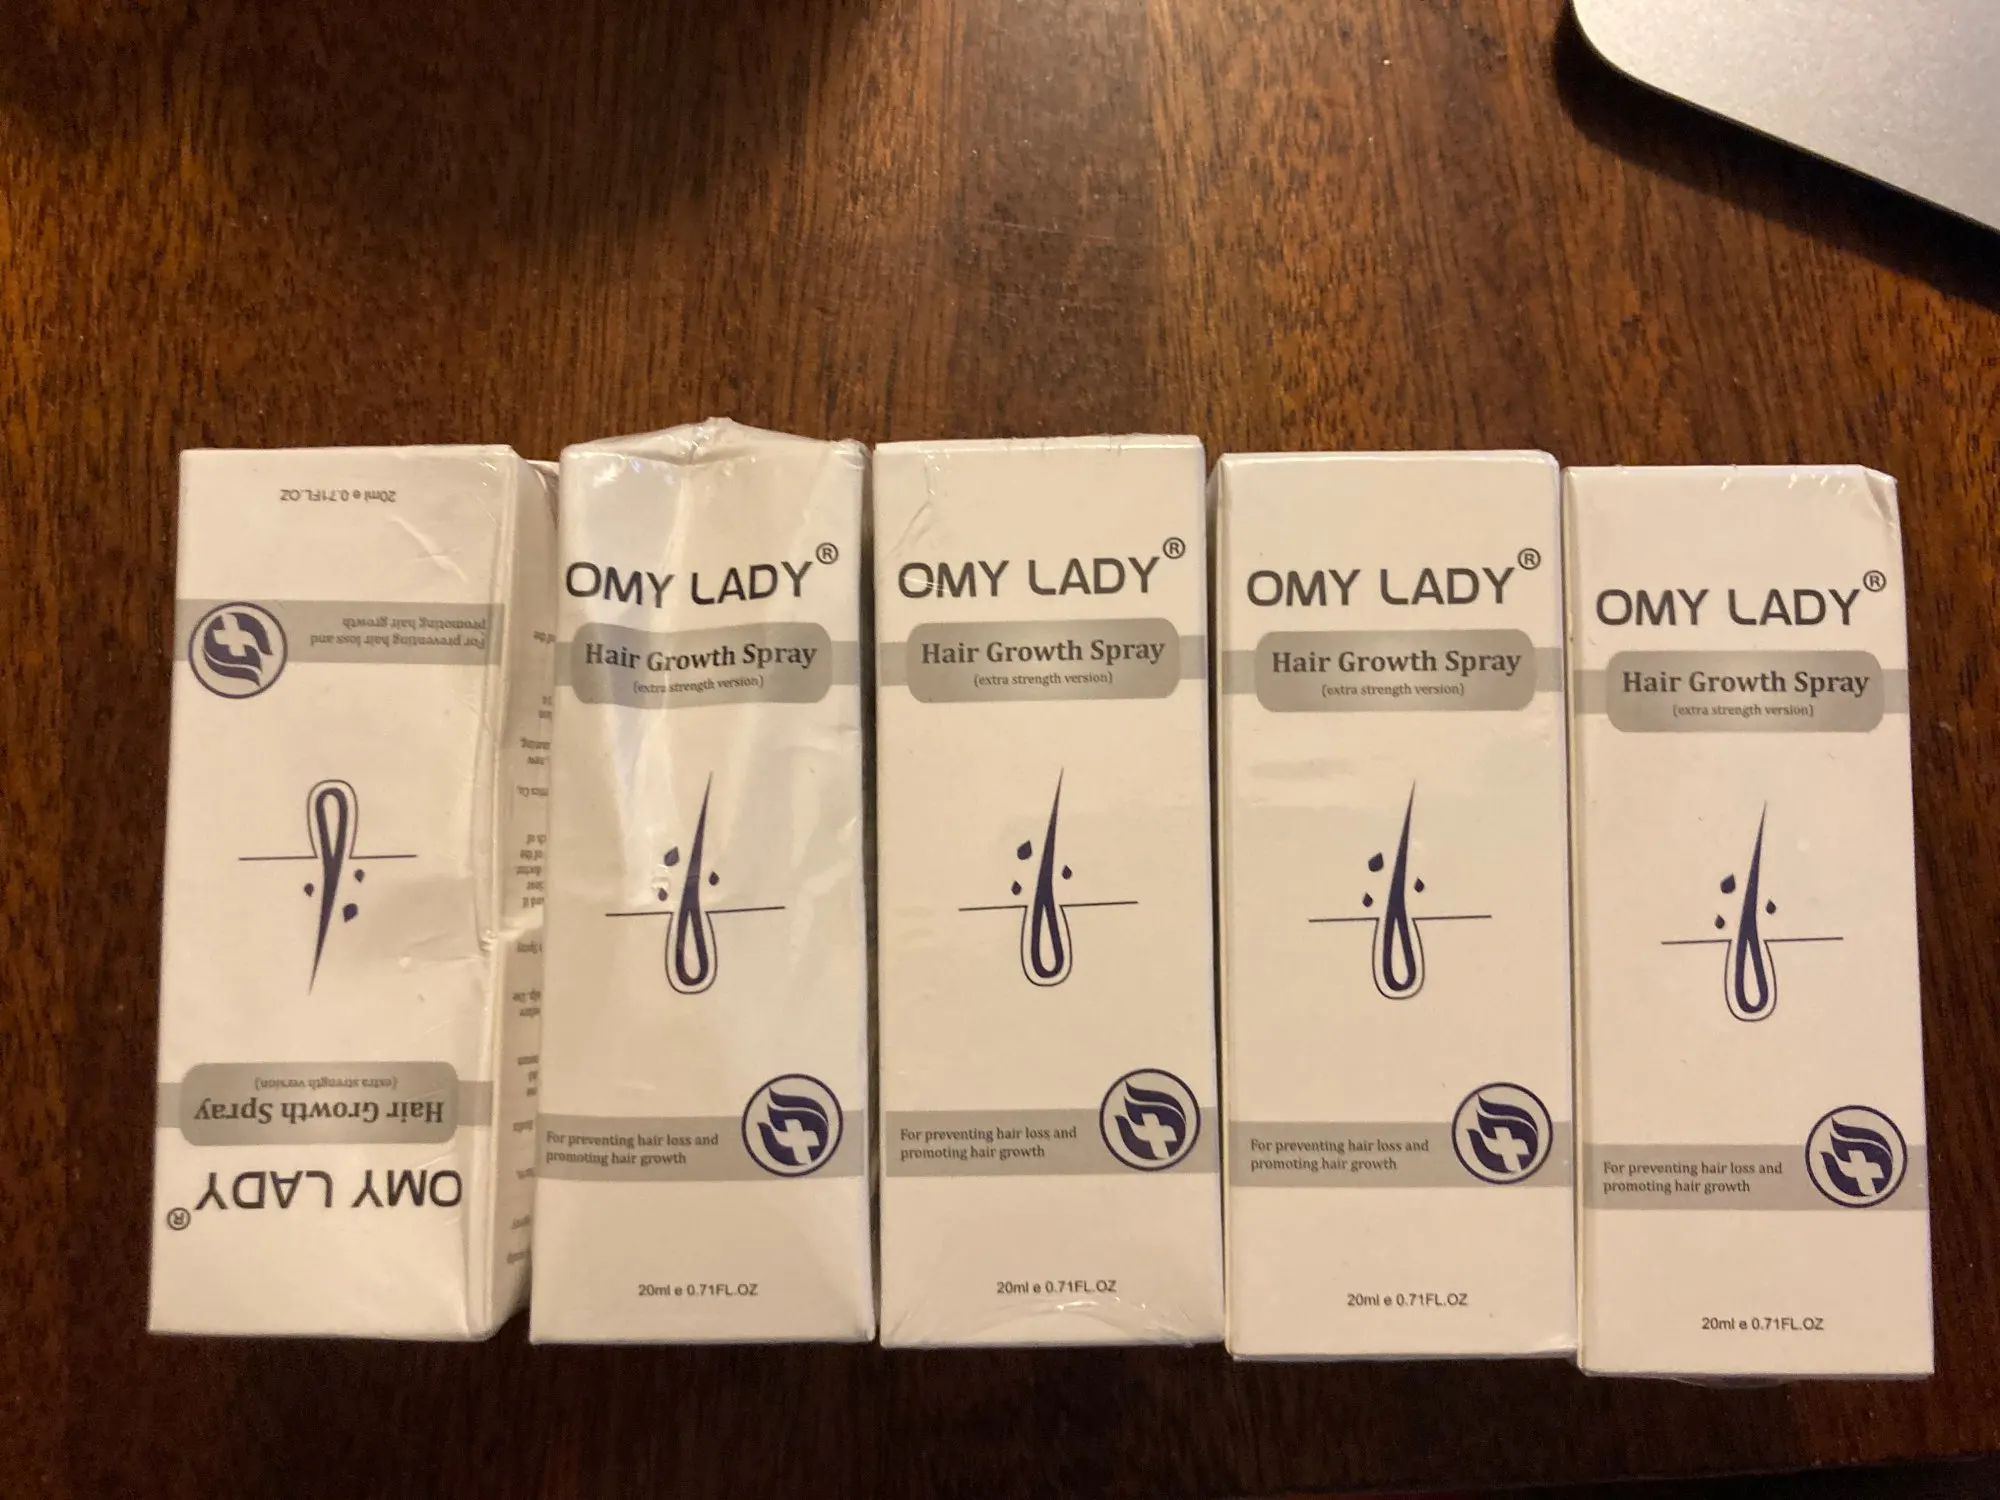 OMY LADY®
Hair Growth Spray
(extra strength version)
For preventing hair loss and
promoting hair growth
20ml e 0.71FL.OZ
OMY LADY®
Hair Growth Spray
(extra strength version)
For preventing hair loss and
promoting hair growth
20ml e 0.71FL.OZ
OMY LADY®
Hair Growth Spray
(extra strength version)
For preventing hair loss and
promoting hair growth
20ml e 0.71FL.OZ
OMY LADY®
Hair Growth Spray
(extra strength version)
For preventing hair loss and
promoting hair growth
20ml e 0.71FL.OZ
OMY LADY®
Hair Growth Spray
(extra strength version)
For preventing hair loss and
promoting hair growth
20ml e 0.71FL.OZ